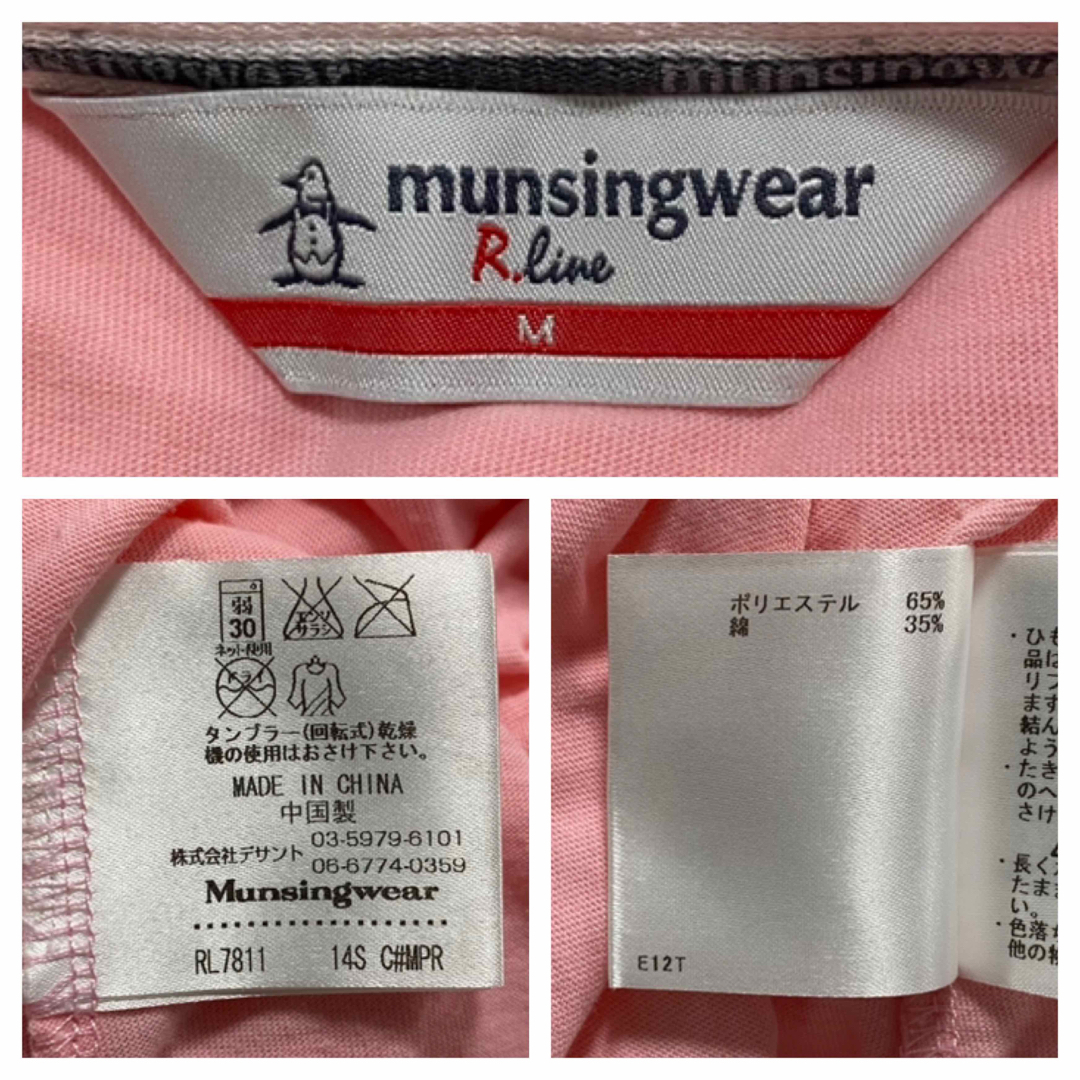 munsingw
munsingwear
R.line
M
弱
30
ネット使用
エンソ
サラシ
ドライ
タンブラー(回転式)乾燥
機の使用はおさけ下さい。
MADE IN CHINA
中国製
株式会社デサント 03-5979-6101
06-6774-0359
Munsingwear
RL7811 14S C#MPR
ポリエステル 65%
綿 35%
E12T
・ひも
品は
リフ
ます
結ん
よう
・たき
のへ
さけ
・長く
たまま
い。
・色落
他の物